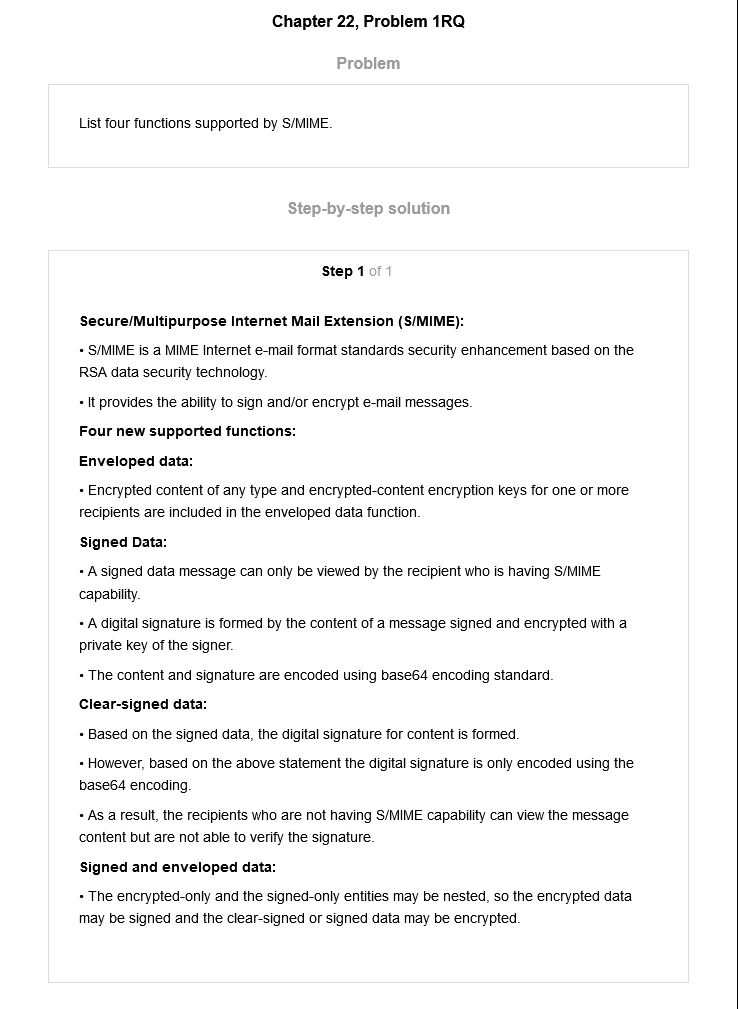 Chapter 22, Problem 1RQ
Problem
List four functions supported by S/MIME.
Step-by-step solution
Step 1 of 1
Secure/Multipurpose Internet Mail Extension (S/MIME):
• S/MIME is a MIME Internet e-mail format standards security enhancement based on the
RSA data security technology.
• It provides the ability to sign and/or encrypt e-mail messages.
Four new supported functions:
Enveloped data:
• Encrypted content of any type and encrypted-content encryption keys for one or more
recipients are included in the enveloped data function.
Signed Data:
• A signed data message can only be viewed by the recipient who is having S/MIME
capability.
• A digital signature is formed by the content of a message signed and encrypted with a
private key of the signer.
• The content and signature are encoded using base64 encoding standard.
Clear-signed data:
• Based on the signed data, the digital signature for content is formed.
• However, based on the above statement the digital signature is only encoded using the
base64 encoding.
• As a result, the recipients who are not having S/MIME capability can view the message
content but are not able to verify the signature.
Signed and enveloped data:
• The encrypted-only and the signed-only entities may be nested, so the encrypted data
may be signed and the clear-signed or signed data may be encrypted.